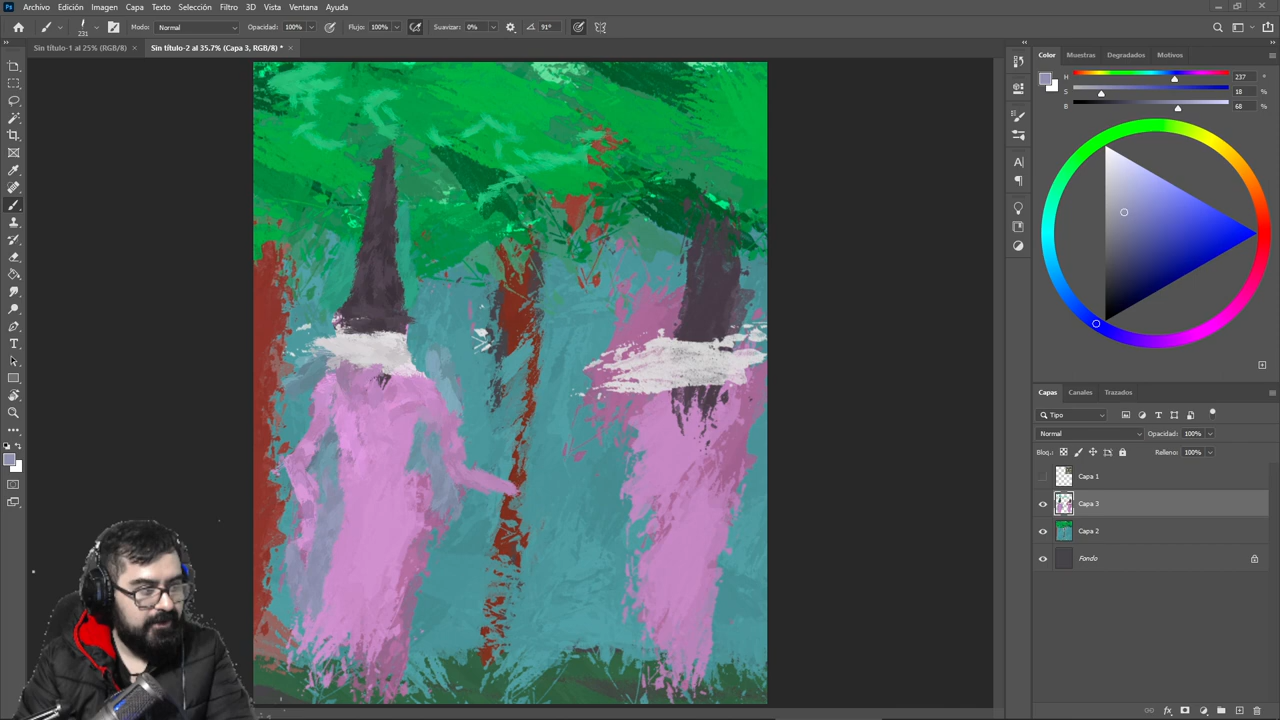 Ps Archivo Edición Imagen Capa Texto Selección Filtro 3D Vista Ventana Ayuda
231 Modo: Normal Opacidad: 100% Flujo: 100% Suavizar: 0% 91°
Sin título-1 al 25% (RGB/8) × Sin título-2 al 35.7% (Capa 3, RGB/8) * ×
Color Muestras Degradados Motivos
H 237 °
S 18 %
B 68 %
Capas Canales Trazados
Tipo
Normal Opacidad: 100%
Bloq.: Relleno: 100%
Capa 1
Capa 3
Capa 2
Fondo